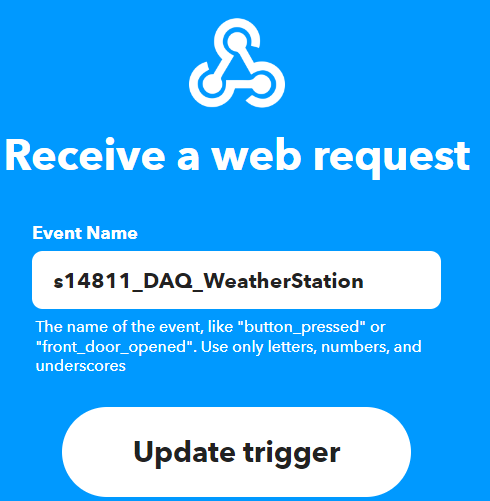 Receive a web request
Event Name
s14811_DAQ_WeatherStation
The name of the event, like "button_pressed" or
"front_door_opened". Use only letters, numbers, and
underscores
Update trigger